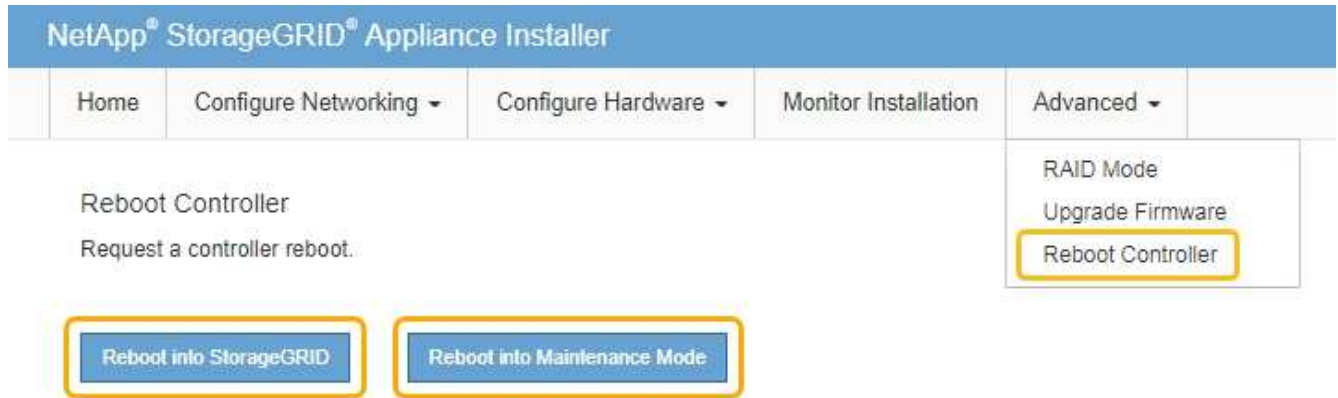 NetApp® StorageGRID® Appliance Installer
Home Configure Networking Configure Hardware Monitor Installation Advanced
RAID Mode
Upgrade Firmware
Reboot Controller
Reboot Controller
Request a controller reboot.
Reboot into StorageGRID Reboot into Maintenance Mode